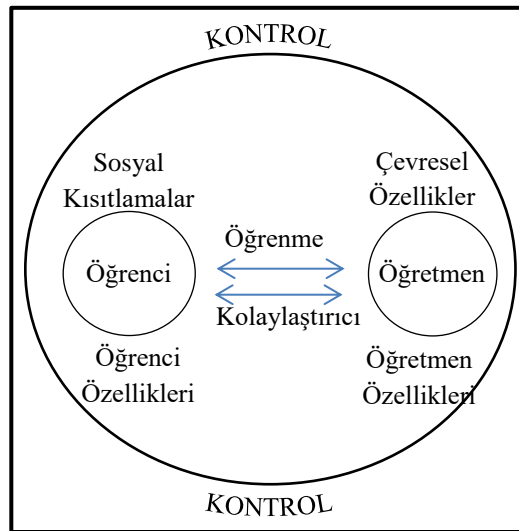 KONTROL
Sosyal
Kısıtlamalar
Çevresel
Özellikler
Öğrenme
Öğrenci
Öğretmen
Kolaylaştırıcı
Öğrenci
Özellikleri
Öğretmen
Özellikleri
KONTROL